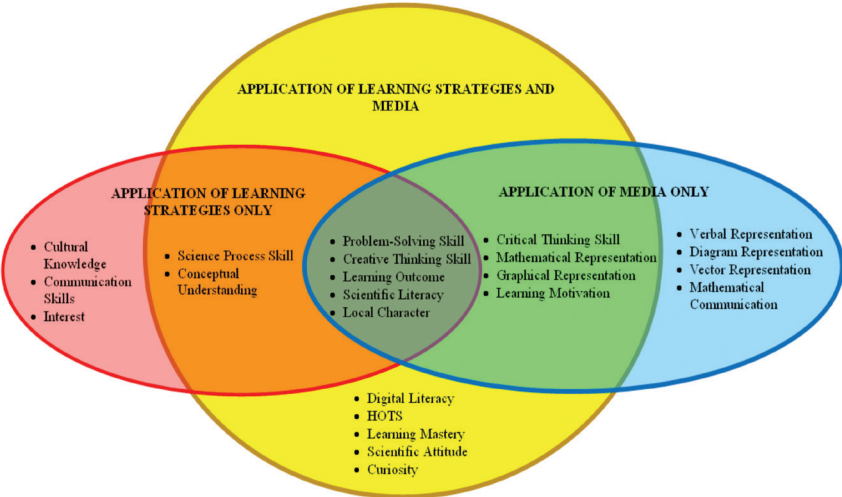 APPLICATION OF LEARNING STRATEGIES AND
MEDIA
APPLICATION OF LEARNING
STRATEGIES ONLY
APPLICATION OF MEDIA ONLY
• Cultural
Knowledge
• Communication
Skills
• Interest
• Science Process Skill
• Conceptual
Understanding
• Problem-Solving Skill
• Creative Thinking Skill
• Learning Outcome
• Scientific Literacy
• Local Character
• Critical Thinking Skill
• Mathematical Representation
• Graphical Representation
• Learning Motivation
• Verbal Representation
• Diagram Representation
• Vector Representation
• Mathematical
Communication
• Digital Literacy
• HOTS
• Learning Mastery
• Scientific Attitude
• Curiosity